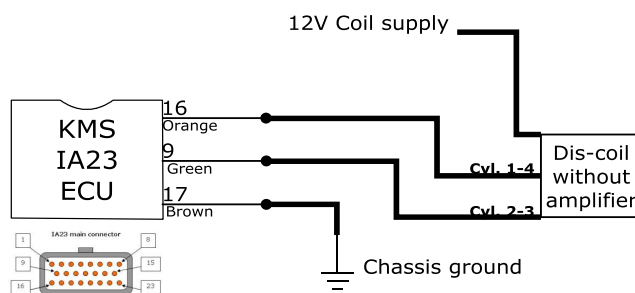 12V Coil supply
KMS
IA23
ECU
16
Orange
9
Green
17
Brown
Cyl. 1-4
Cyl. 2-3
Dis-coil
without
amplifier
Chassis ground
IA23 main connector
1
8
9
15
16
23